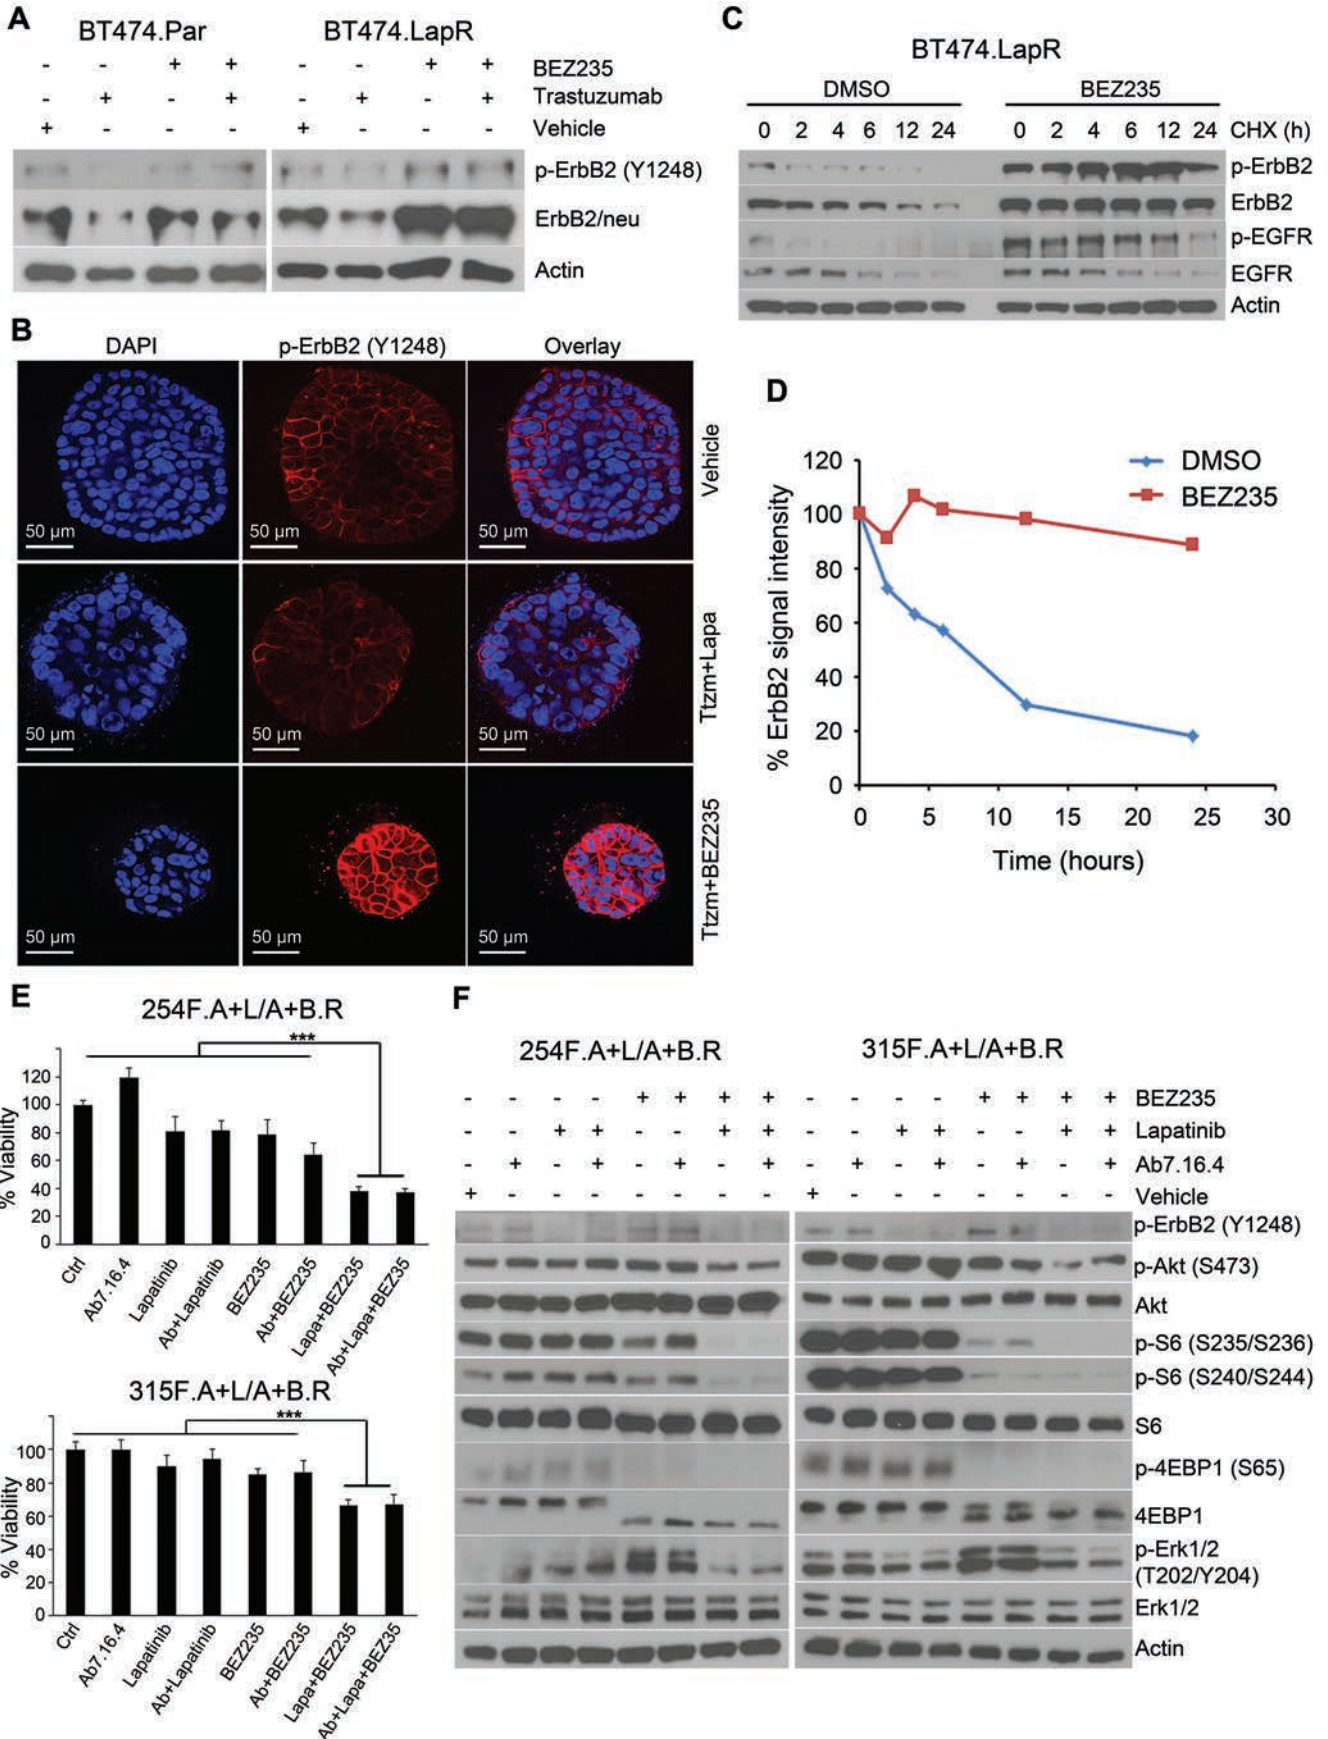 A
BT474.Par
BT474.LapR
- - + + - - + + BEZ235
- + - + - + - + Trastuzumab
+ - - - + - - - Vehicle
p-ErbB2 (Y1248)
ErbB2/neu
Actin
B
DAPI
p-ErbB2 (Y1248)
Overlay
50 µm
50 µm
50 µm
Vehicle
50 µm
50 µm
50 µm
Ttzm+Lapa
50 µm
50 µm
50 µm
Ttzm+BEZ235
C
BT474.LapR
DMSO
BEZ235
0 2 4 6 12 24 0 2 4 6 12 24 CHX (h)
p-ErbB2
ErbB2
p-EGFR
EGFR
Actin
D
DMSO
BEZ235
% ErbB2 signal intensity
120
100
80
60
40
20
0
0 5 10 15 20 25 30
Time (hours)
E
254F.A+L/A+B.R
***
% Viability
120
100
80
60
40
20
0
Ctrl
Ab7.16.4
Lapatinib
Ab+Lapatinib
BEZ235
Ab+BEZ235
Lapa+BEZ235
Ab+Lapa+BEZ35
315F.A+L/A+B.R
***
% Viability
100
80
60
40
20
0
Ctrl
Ab7.16.4
Lapatinib
Ab+Lapatinib
BEZ235
Ab+BEZ235
Lapa+BEZ235
Ab+Lapa+BEZ35
F
254F.A+L/A+B.R
315F.A+L/A+B.R
- - - - + + + + - - - - + + + + BEZ235
- - + + - - + + - - + + - - + + Lapatinib
- + - + - + - + - + - + - + - + Ab7.16.4
+ - - - - - - - + - - - - - - - Vehicle
p-ErbB2 (Y1248)
p-Akt (S473)
Akt
p-S6 (S235/S236)
p-S6 (S240/S244)
S6
p-4EBP1 (S65)
4EBP1
p-Erk1/2
(T202/Y204)
Erk1/2
Actin